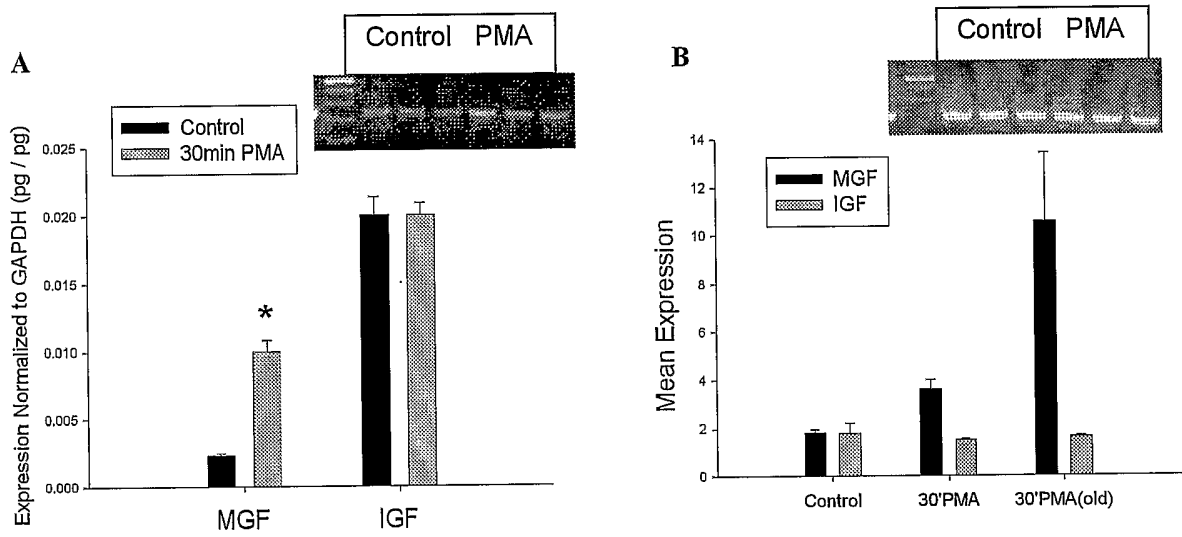 A
Control PMA
Control
30min PMA
Expression Normalized to GAPDH (pg / pg)
0.025
0.020
0.015
0.010
0.005
0.000
*
MGF IGF
B
Control PMA
MGF
IGF
Mean Expression
14
12
10
8
6
4
2
0
Control 30'PMA 30'PMA(old)